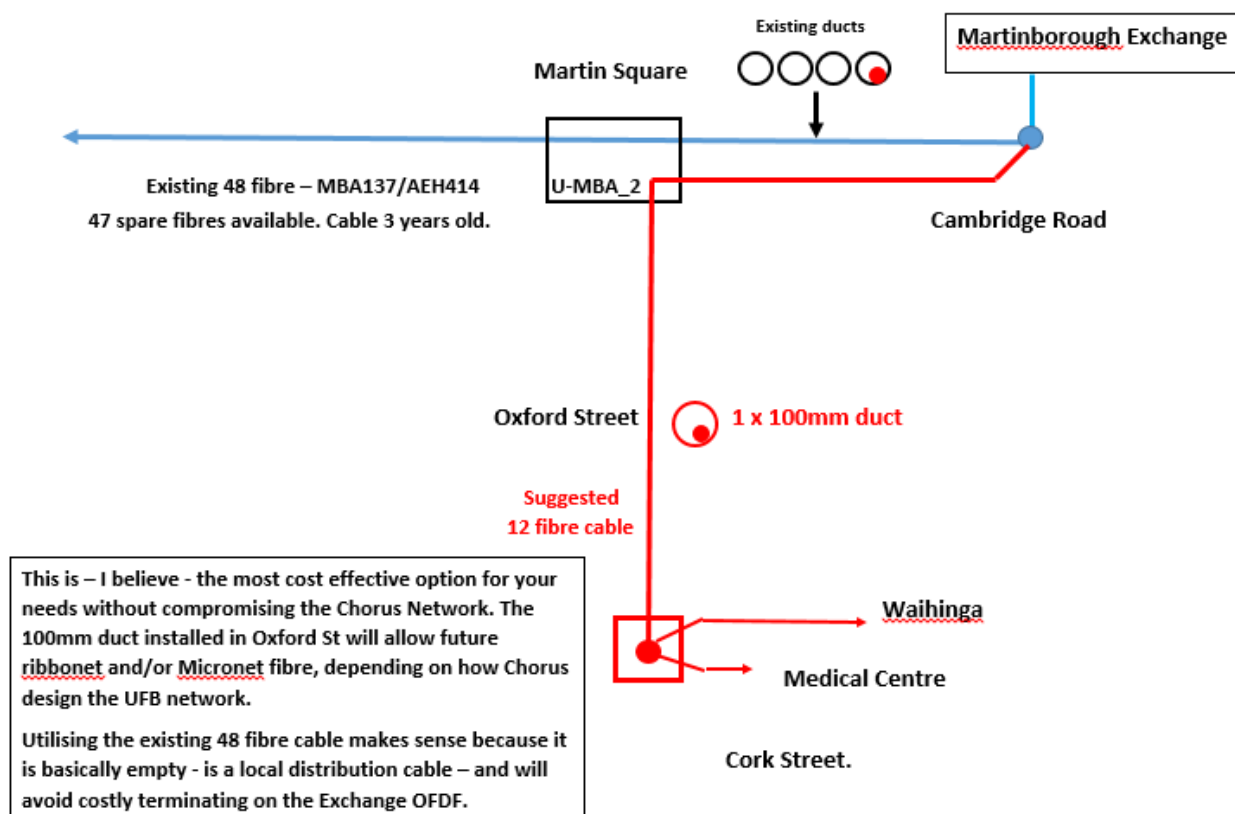 Existing ducts
Martinborough Exchange
Martin Square
Existing 48 fibre – MBA137/AEH414
U-MBA_2
47 spare fibres available. Cable 3 years old.
Cambridge Road
Oxford Street
1 x 100mm duct
Suggested
12 fibre cable
This is – I believe - the most cost effective option for your
needs without compromising the Chorus Network. The
100mm duct installed in Oxford St will allow future
ribbonet and/or Micronet fibre, depending on how Chorus
design the UFB network.
Utilising the existing 48 fibre cable makes sense because it
is basically empty - is a local distribution cable – and will
avoid costly terminating on the Exchange OFDF.
Waihinga
Medical Centre
Cork Street.